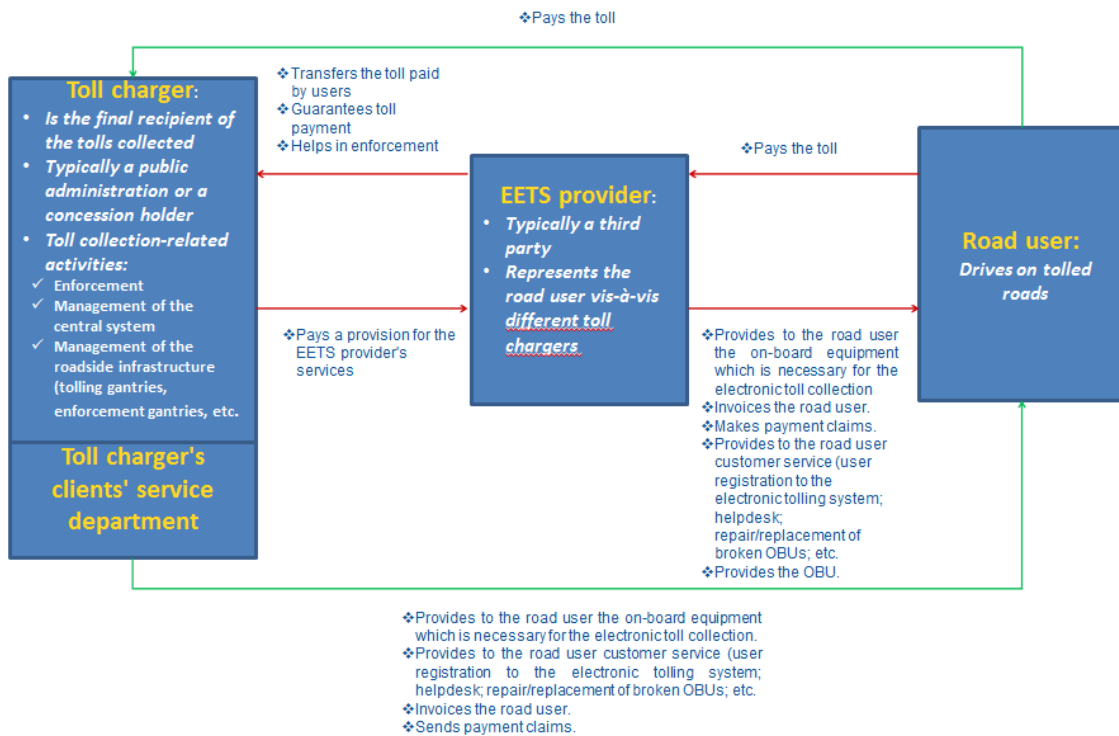 ❖Pays the toll
Toll charger:
• Is the final recipient of
the tolls collected
• Typically a public
administration or a
concession holder
• Toll collection-related
activities:
✓ Enforcement
✓ Management of the
central system
✓ Management of the
roadside infrastructure
(tolling gantries,
enforcement gantries, etc.
Toll charger's
clients' service
department
❖Transfers the toll paid
by users
❖Guarantees toll
payment
❖Helps in enforcement
❖Pays a provision for the
EETS provider's
services
EETS provider:
• Typically a third
party
• Represents the
road user vis-à-vis
different toll
chargers
❖Pays the toll
❖Provides to the road user
the on-board equipment
which is necessary for the
electronic toll collection
❖Invoices the road user.
❖Makes payment claims.
❖Provides to the road user
customer service (user
registration to the
electronic tolling system;
helpdesk;
repair/replacement of
broken OBUs; etc.
❖Provides the OBU.
Road user:
Drives on tolled
roads
❖Provides to the road user the on-board equipment
which is necessary for the electronic toll collection.
❖Provides to the road user customer service (user
registration to the electronic tolling system;
helpdesk; repair/replacement of broken OBUs; etc.
❖Invoices the road user.
❖Sends payment claims.